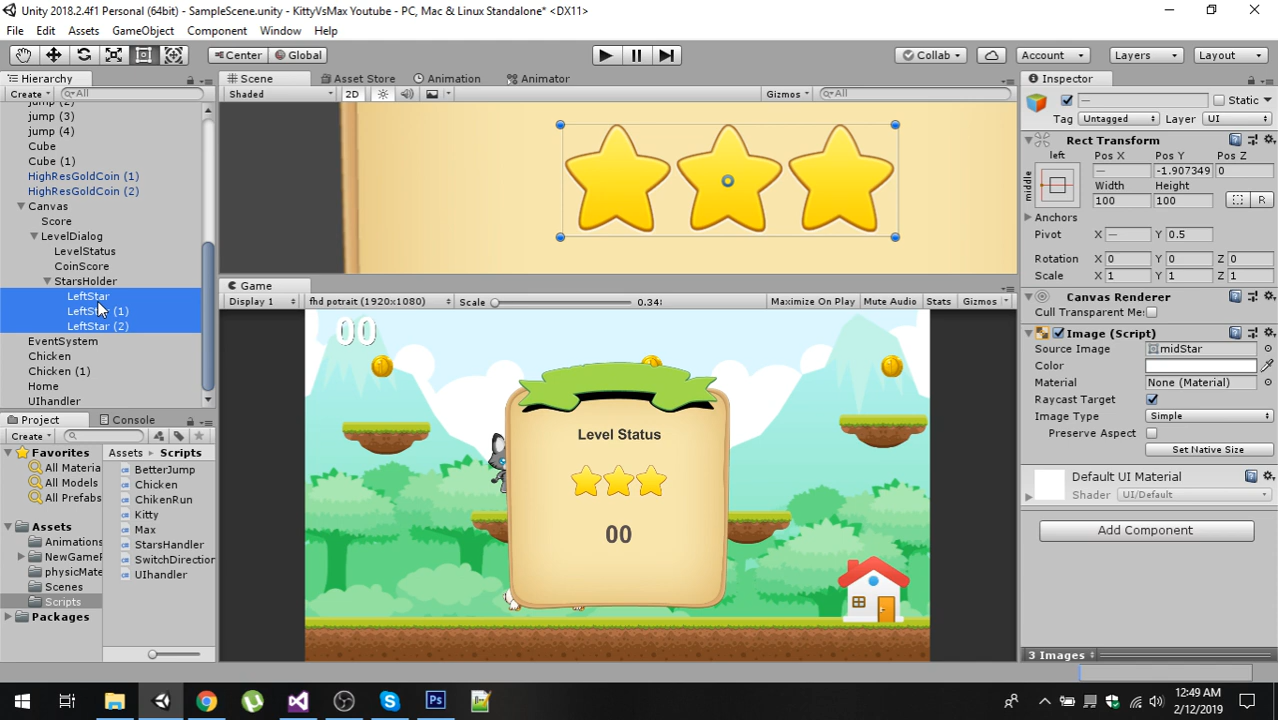 Unity 2018.2.4f1 Personal (64bit) - SampleScene.unity - KittyVsMax Youtube - PC, Mac & Linux Standalone* <DX11>
File Edit Assets GameObject Component Window Help
Center Global Collab Account Layers Layout
Hierarchy
Create All
jump (2)
jump (3)
jump (4)
Cube
Cube (1)
HighResGoldCoin (1)
HighResGoldCoin (2)
Canvas
Score
LevelDialog
LevelStatus
CoinScore
StarsHolder
LeftStar
(1)
LeftStar (2)
EventSystem
Chicken
Chicken (1)
Home
UIhandler
Scene Asset Store Animation Animator
Shaded 2D Gizmos All
Game
Display 1 fhd potrait (1920x1080) Scale 0.34 Maximize On Play Mute Audio Stats Gizmos
00
Level Status
00
Inspector
— Static
Tag Untagged Layer UI
Rect Transform
left Pos X Pos Y Pos Z
middle — -1.907349 0
Width Height
100 100 R
Anchors
Pivot X — Y 0.5
Rotation X 0 Y 0 Z 0
Scale X 1 Y 1 Z 1
Canvas Renderer
Cull Transparent Me
Image (Script)
Source Image midStar
Color
Material None (Material)
Raycast Target
Image Type Simple
Preserve Aspect
Set Native Size
Default UI Material
Shader UI/Default
Add Component
3 Images
Project Console
Create
Favorites
All Materia
All Models
All Prefabs
Assets
Animations
NewGameF
physicMate
Scenes
Scripts
Packages
Assets Scripts
BetterJump
Chicken
ChikenRun
Kitty
Max
StarsHandler
SwitchDirection
UIhandler
12:49 AM
2/12/2019